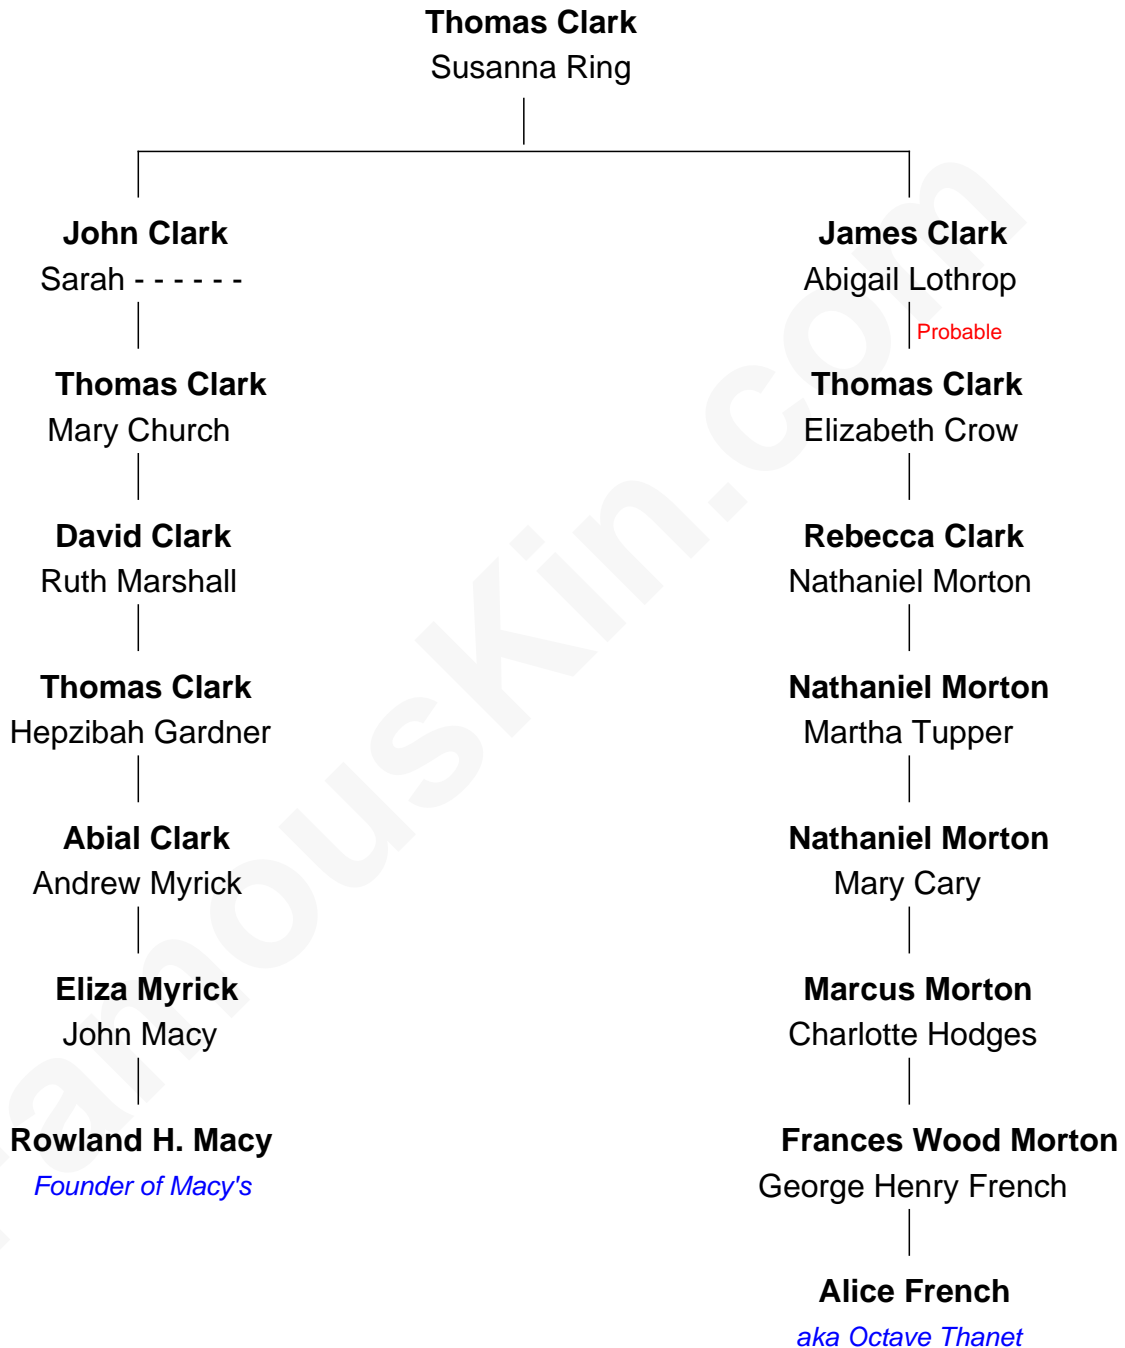 Thomas Clark
Susanna Ring
John Clark
Sarah - - - - - -
James Clark
Abigail Lothrop
Probable
Thomas Clark
Mary Church
Thomas Clark
Elizabeth Crow
David Clark
Ruth Marshall
Rebecca Clark
Nathaniel Morton
Thomas Clark
Hepzibah Gardner
Nathaniel Morton
Martha Tupper
Abial Clark
Andrew Myrick
Nathaniel Morton
Mary Cary
Eliza Myrick
John Macy
Marcus Morton
Charlotte Hodges
Rowland H. Macy
Founder of Macy's
Frances Wood Morton
George Henry French
Alice French
aka Octave Thanet
FamousKin.com